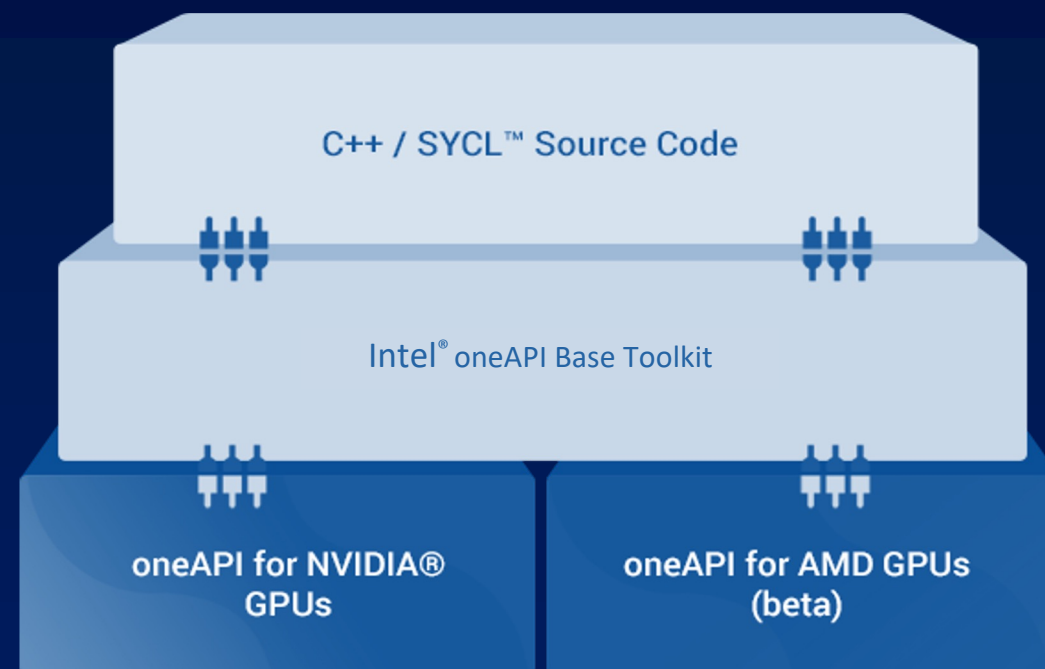 C++ / SYCL™ Source Code
Intel® oneAPI Base Toolkit
oneAPI for NVIDIA®
GPUs
oneAPI for AMD GPUs
(beta)